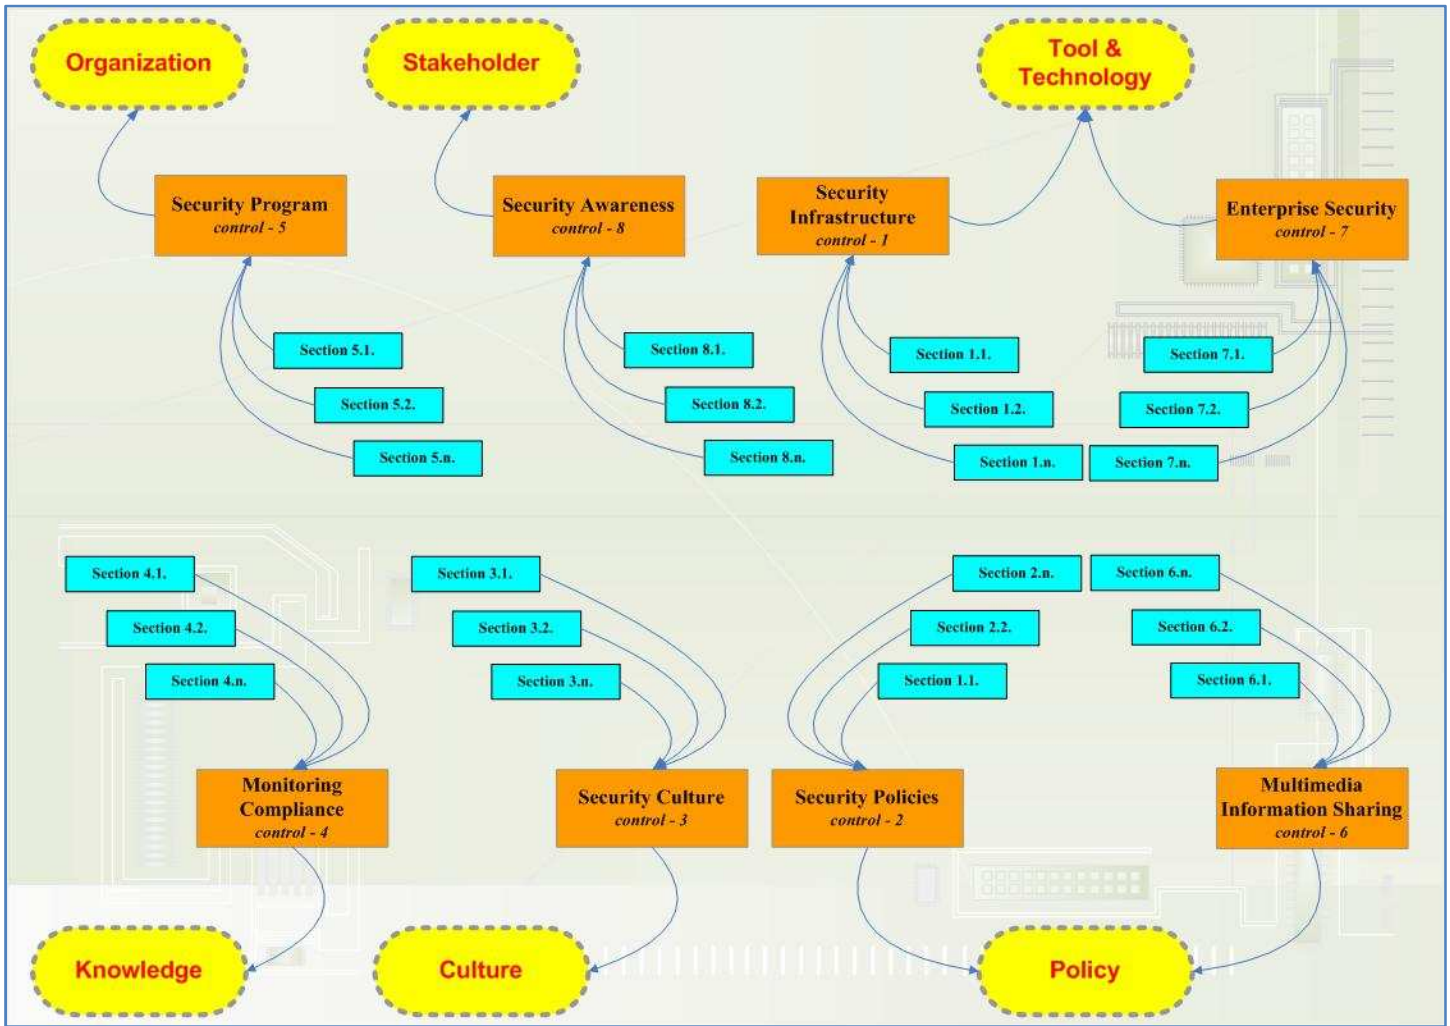 Organization
Stakeholder
Tool &
Technology
Security Program
control - 5
Security Awareness
control - 8
Security
Infrastructure
control - 1
Enterprise Security
control - 7
Section 5.1.
Section 8.1.
Section 1.1.
Section 7.1.
Section 5.2.
Section 8.2.
Section 1.2.
Section 7.2.
Section 5.n.
Section 8.n.
Section 1.n.
Section 7.n.
Section 4.1.
Section 3.1.
Section 2.n.
Section 6.n.
Section 4.2.
Section 3.2.
Section 2.2.
Section 6.2.
Section 4.n.
Section 3.n.
Section 1.1.
Section 6.1.
Monitoring
Compliance
control - 4
Security Culture
control - 3
Security Policies
control - 2
Multimedia
Information Sharing
control - 6
Knowledge
Culture
Policy